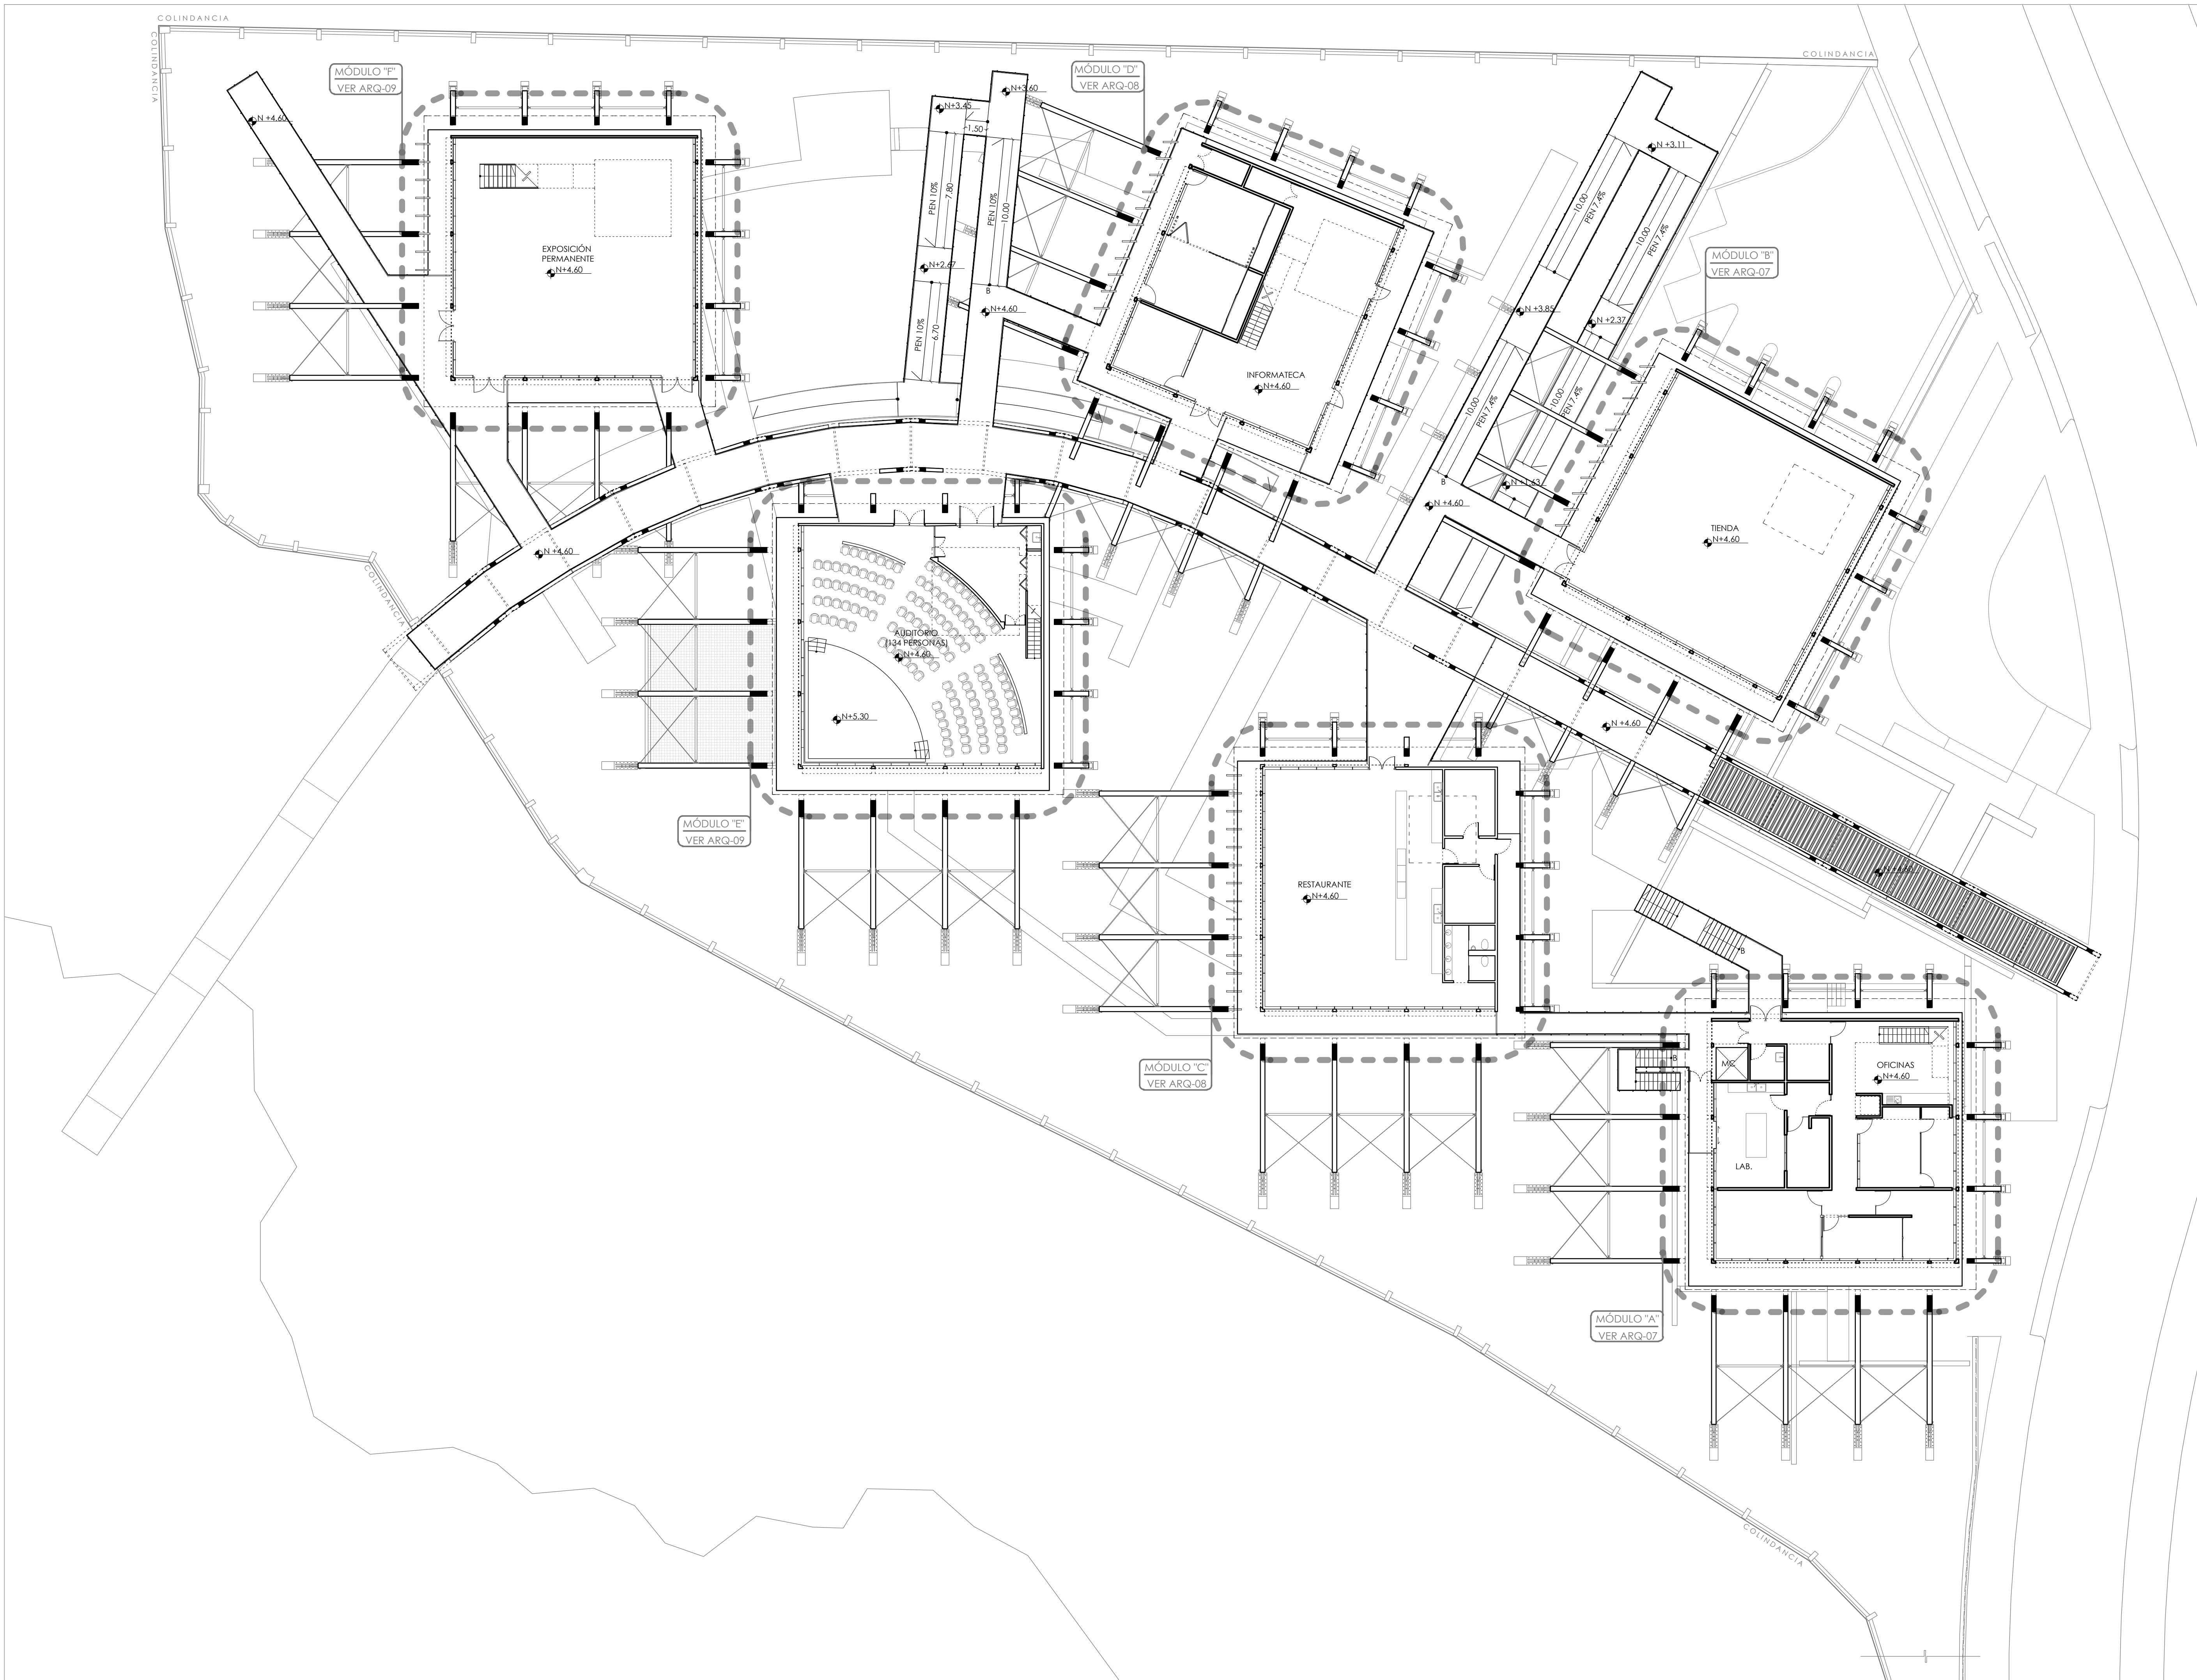 COLINDANCIA
COLINDANCIA
COLINDANCIA
MÓDULO "F"
VER ARQ-09
MÓDULO "D"
VER ARQ-08
N +4.60
N+3.45
N+3.60
1.50
N +3.11
PEN 10%
7.80
PEN 10%
10.00
10.00
PEN 7.4%
10.00
PEN 7.4%
EXPOSICIÓN
PERMANENTE
N+4.60
N+2.67
B
N+4.60
PEN 10%
6.70
MÓDULO "B"
VER ARQ-07
N+3.85
N +2.37
INFORMATECA
N+4.60
10.00
PEN 7.4%
10.00
PEN 7.4%
B
N+1.63
N +4.60
TIENDA
N+4.60
N +4.60
COLINDANCIA
AUDITORIO
(134 PERSONAS)
N+4.60
N+5.30
N +4.60
MÓDULO "E"
VER ARQ-09
RESTAURANTE
N+4.60
N +4.60
B
MÓDULO "C"
VER ARQ-08
B
MC
OFICINAS
N+4.60
LAB.
MÓDULO "A"
VER ARQ-07
COLINDANCIA